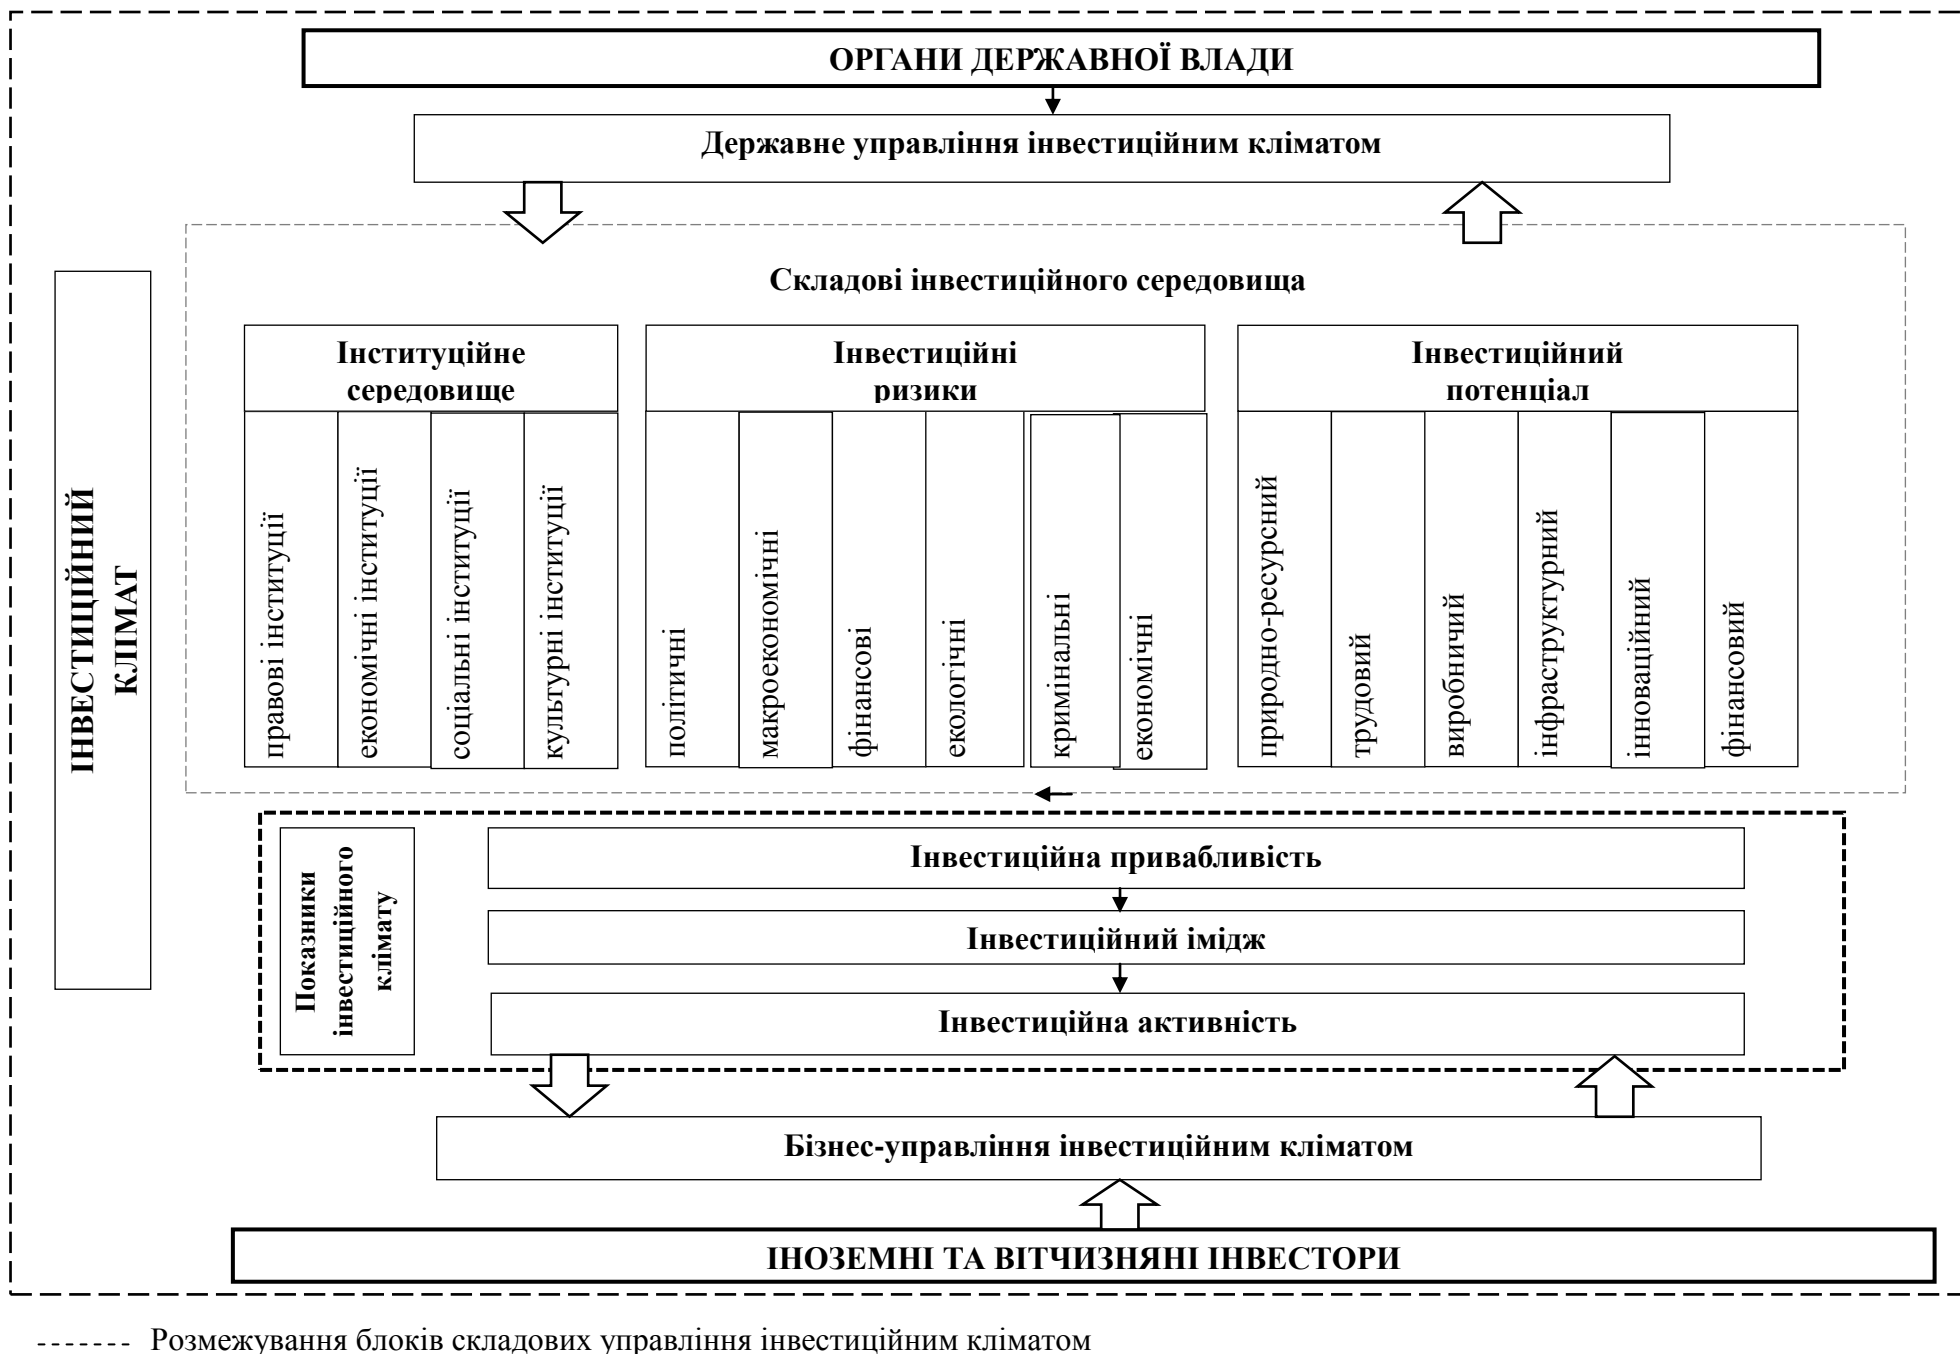 ОРГАНИ ДЕРЖАВНОЇ ВЛАДИ
Державне управління інвестиційним кліматом
ІНВЕСТИЦІЙНИЙ
КЛІМАТ
Складові інвестиційного середовища
Інституційне
середовище
правові інституції
економічні інституції
соціальні інституції
культурні інституції
Інвестиційні
ризики
політичні
макроекономічні
фінансові
екологічні
кримінальні
економічні
Інвестиційний
потенціал
природно-ресурсний
трудовий
виробничий
інфраструктурний
інноваційний
фінансовий
Показники
інвестиційного
клімату
Інвестиційна привабливість
Інвестиційний імідж
Інвестиційна активність
Бізнес-управління інвестиційним кліматом
ІНОЗЕМНІ ТА ВІТЧИЗНЯНІ ІНВЕСТОРИ
------- Розмежування блоків складових управління інвестиційним кліматом